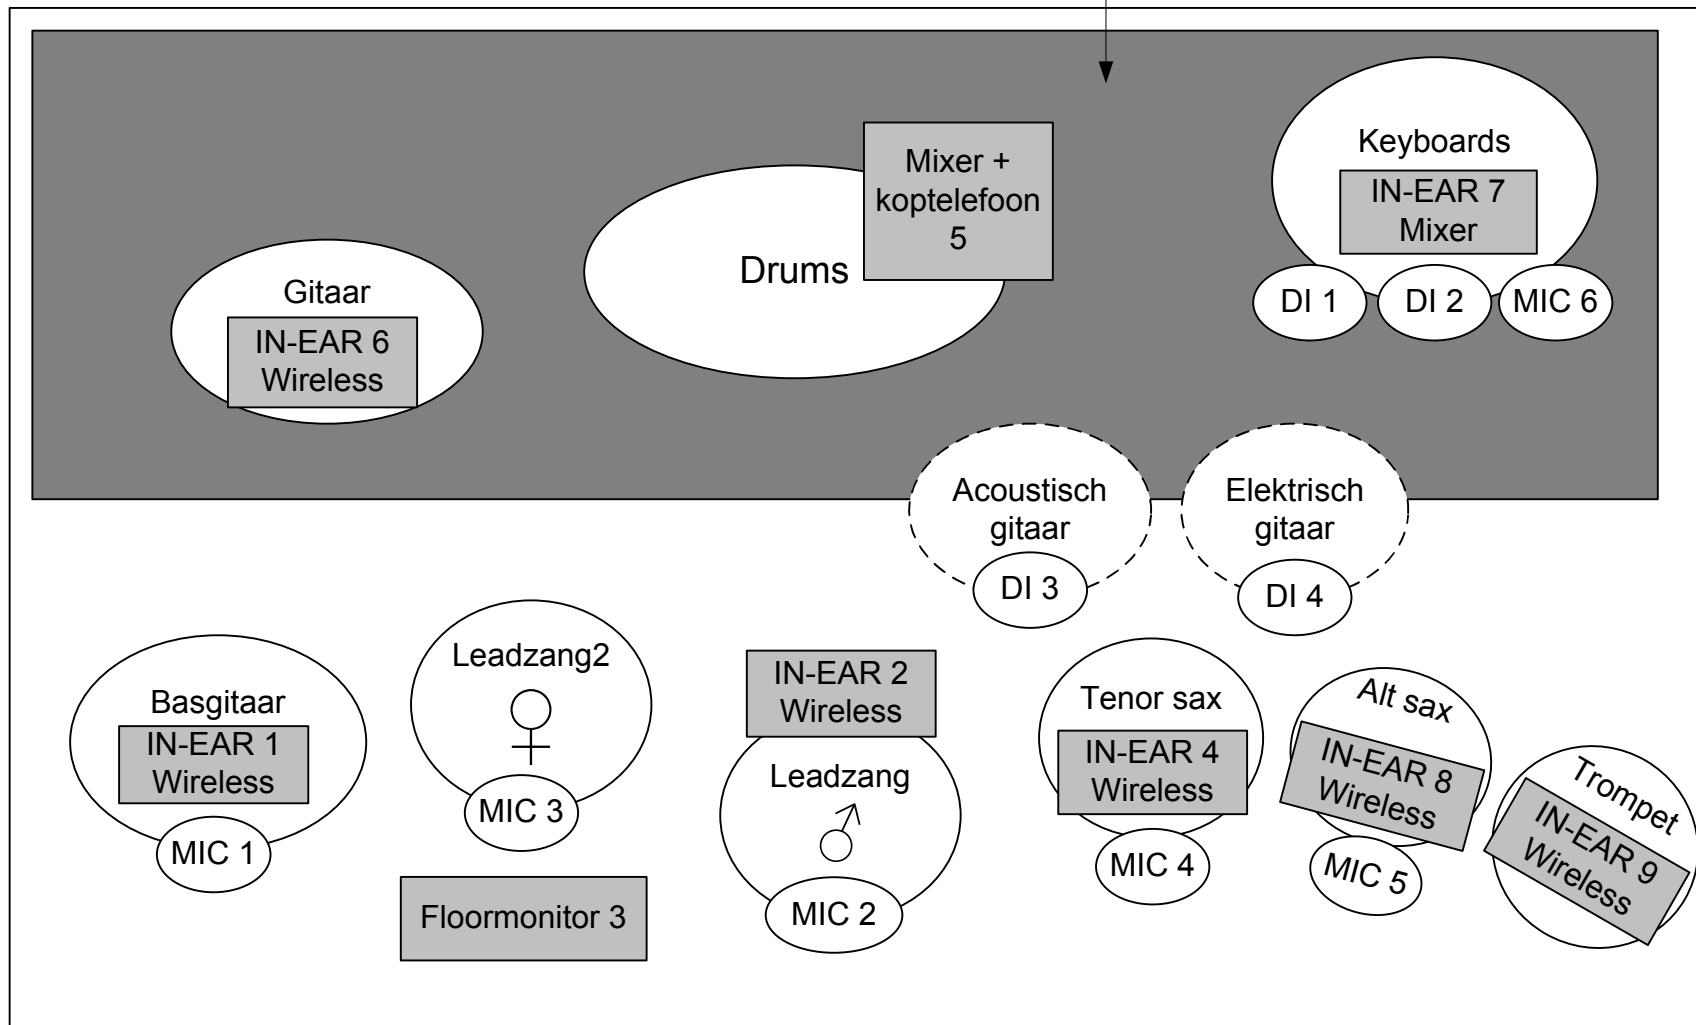 Keyboards
IN-EAR 7
Mixer
DI 1
DI 2
MIC 6
Mixer +
koptelefoon
5
Drums
Gitaar
IN-EAR 6
Wireless
Acoustisch
gitaar
DI 3
Elektrisch
gitaar
DI 4
Basgitaar
IN-EAR 1
Wireless
MIC 1
Leadzang2
MIC 3
Floormonitor 3
IN-EAR 2
Wireless
Leadzang
MIC 2
Tenor sax
IN-EAR 4
Wireless
MIC 4
Alt sax
IN-EAR 8
Wireless
MIC 5
Trompet
IN-EAR 9
Wireless